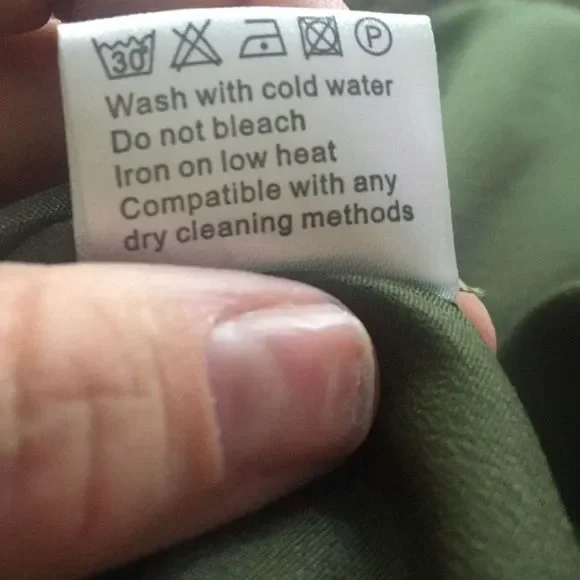 30° P
Wash with cold water
Do not bleach
Iron on low heat
Compatible with any
dry cleaning methods